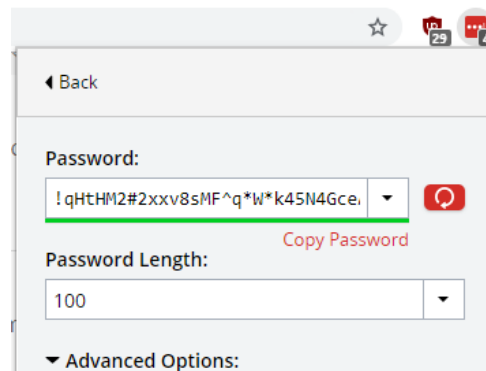 29
Back
Password:
!qHtHM2#2xxv8sMF^q*W*k45N4Gce
Copy Password
Password Length:
100
Advanced Options: